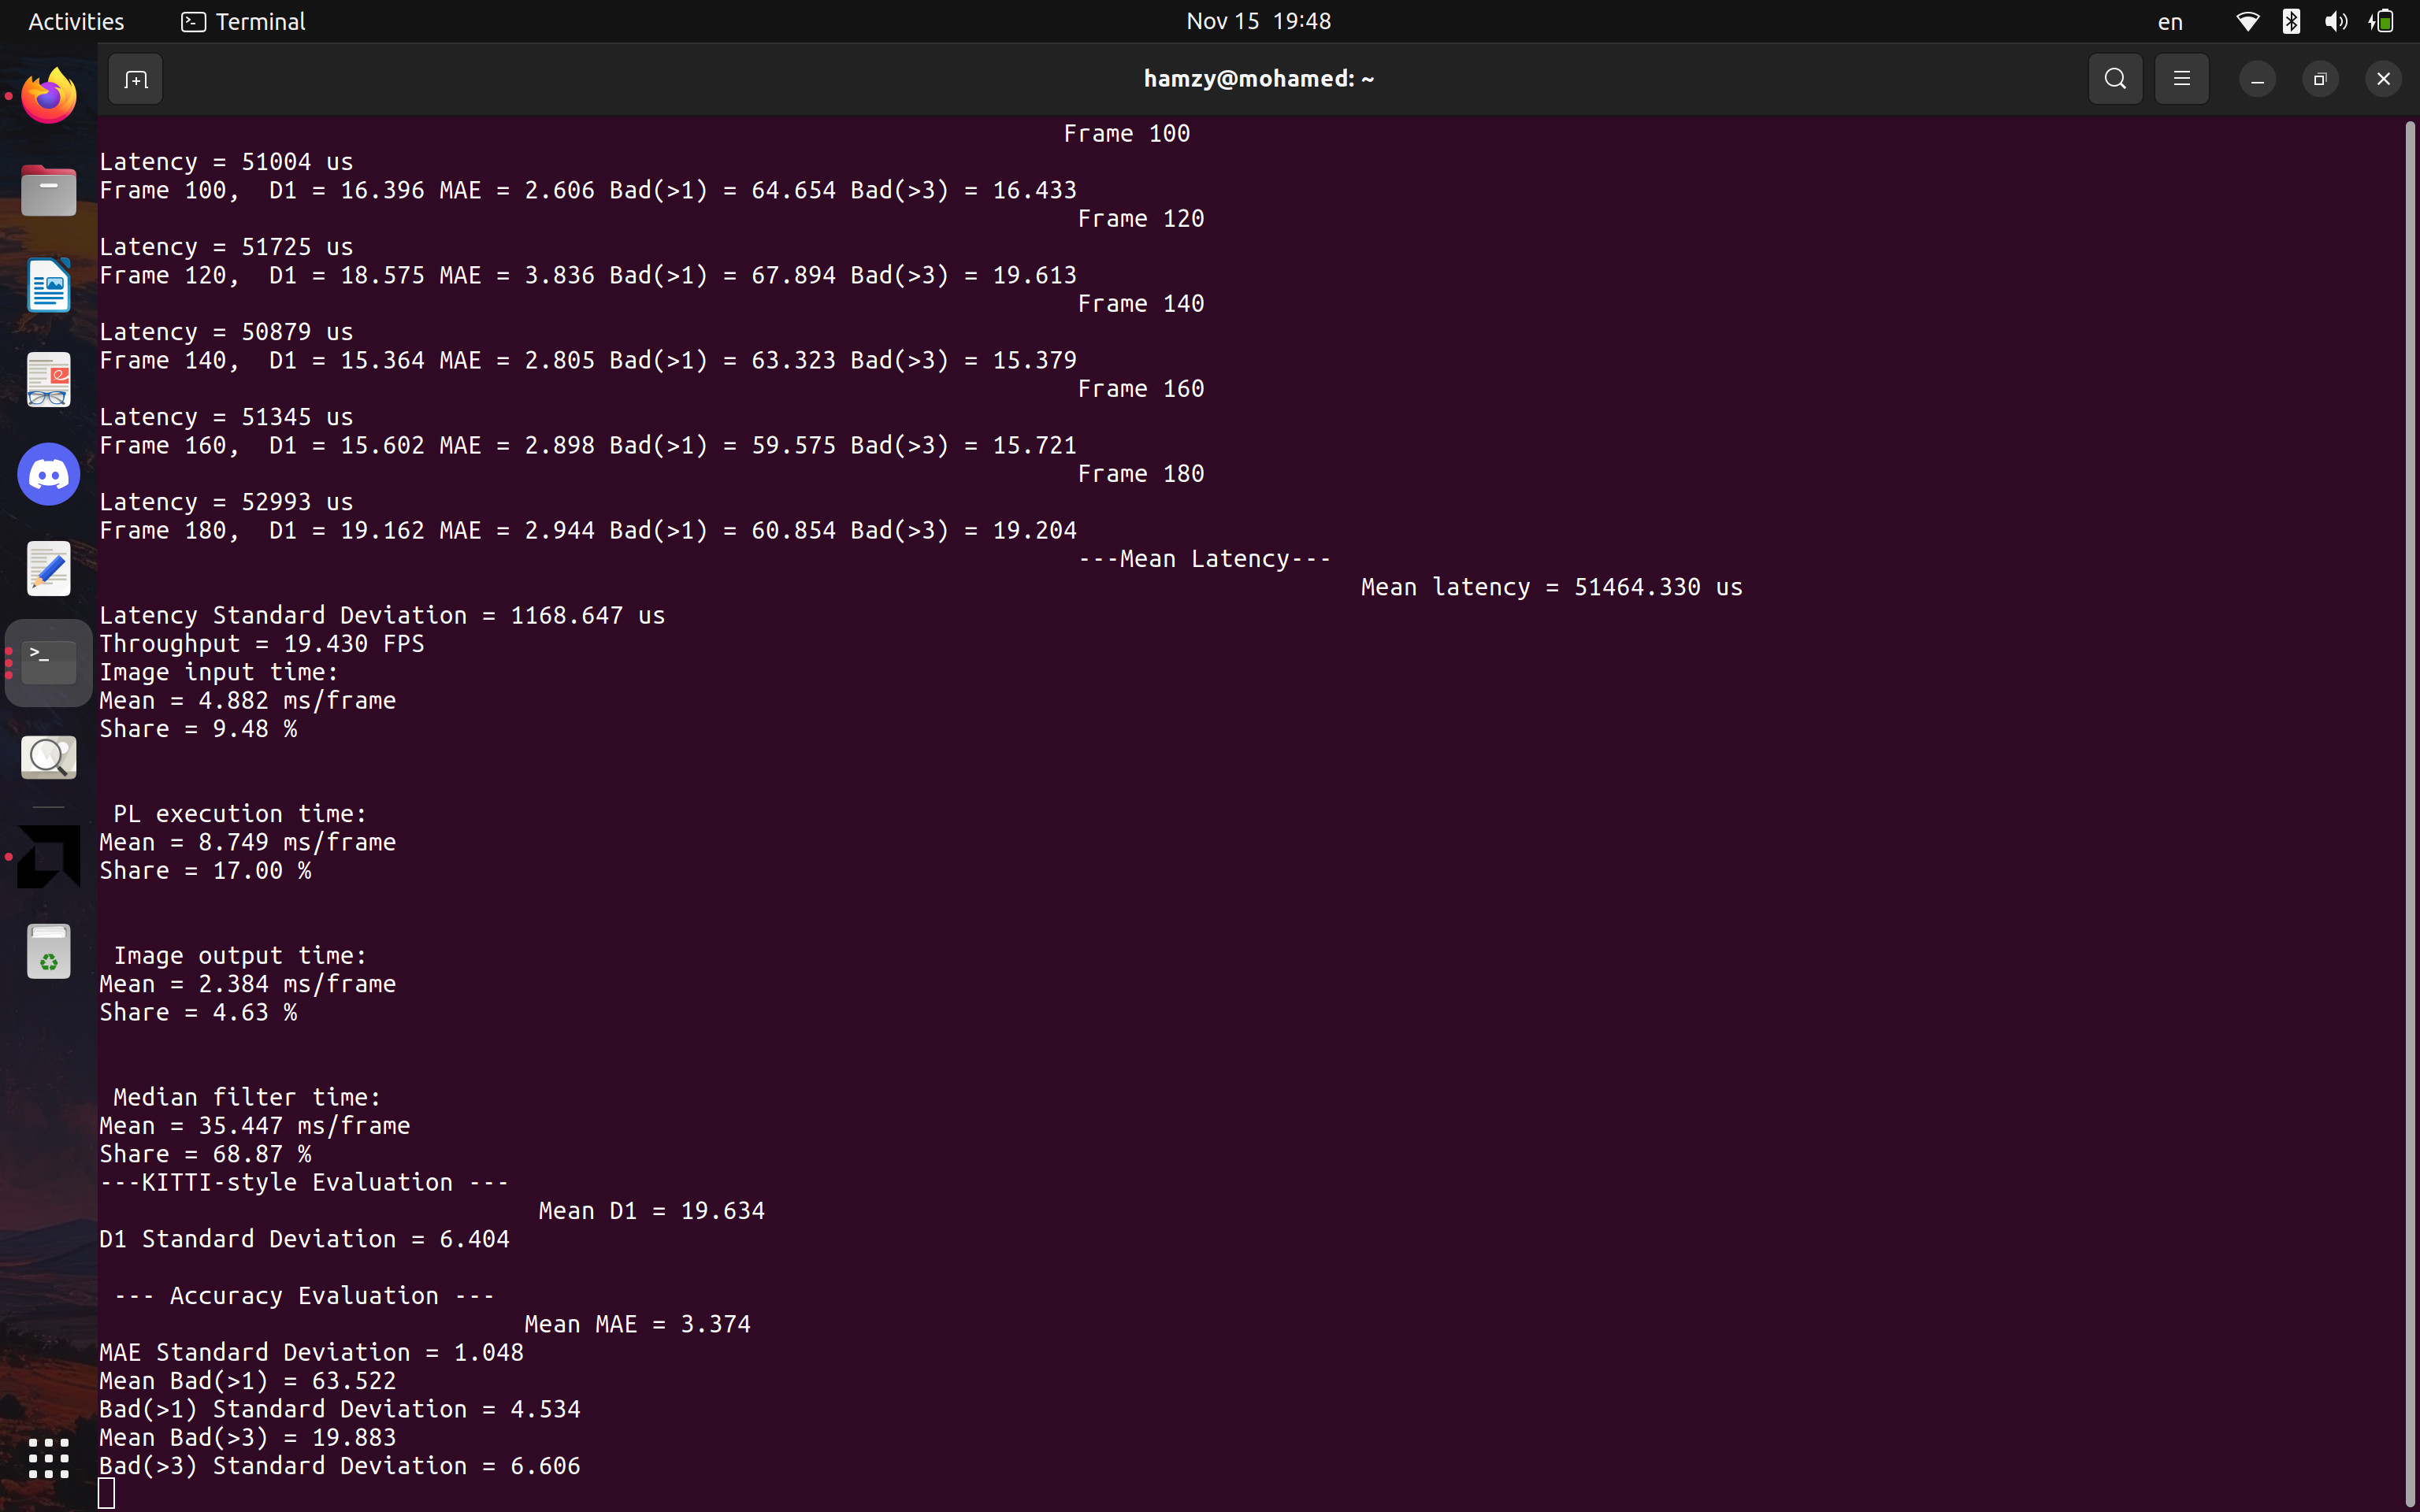 Activities Terminal Nov 15 19:48 en
hamzy@mohamed: ~
Frame 100
Latency = 51004 us
Frame 100,  D1 = 16.396 MAE = 2.606 Bad(>1) = 64.654 Bad(>3) = 16.433
Frame 120
Latency = 51725 us
Frame 120,  D1 = 18.575 MAE = 3.836 Bad(>1) = 67.894 Bad(>3) = 19.613
Frame 140
Latency = 50879 us
Frame 140,  D1 = 15.364 MAE = 2.805 Bad(>1) = 63.323 Bad(>3) = 15.379
Frame 160
Latency = 51345 us
Frame 160,  D1 = 15.602 MAE = 2.898 Bad(>1) = 59.575 Bad(>3) = 15.721
Frame 180
Latency = 52993 us
Frame 180,  D1 = 19.162 MAE = 2.944 Bad(>1) = 60.854 Bad(>3) = 19.204
---Mean Latency---
Mean latency = 51464.330 us
Latency Standard Deviation = 1168.647 us
Throughput = 19.430 FPS
Image input time:
Mean = 4.882 ms/frame
Share = 9.48 %
PL execution time:
Mean = 8.749 ms/frame
Share = 17.00 %
Image output time:
Mean = 2.384 ms/frame
Share = 4.63 %
Median filter time:
Mean = 35.447 ms/frame
Share = 68.87 %
---KITTI-style Evaluation ---
Mean D1 = 19.634
D1 Standard Deviation = 6.404
--- Accuracy Evaluation ---
Mean MAE = 3.374
MAE Standard Deviation = 1.048
Mean Bad(>1) = 63.522
Bad(>1) Standard Deviation = 4.534
Mean Bad(>3) = 19.883
Bad(>3) Standard Deviation = 6.606